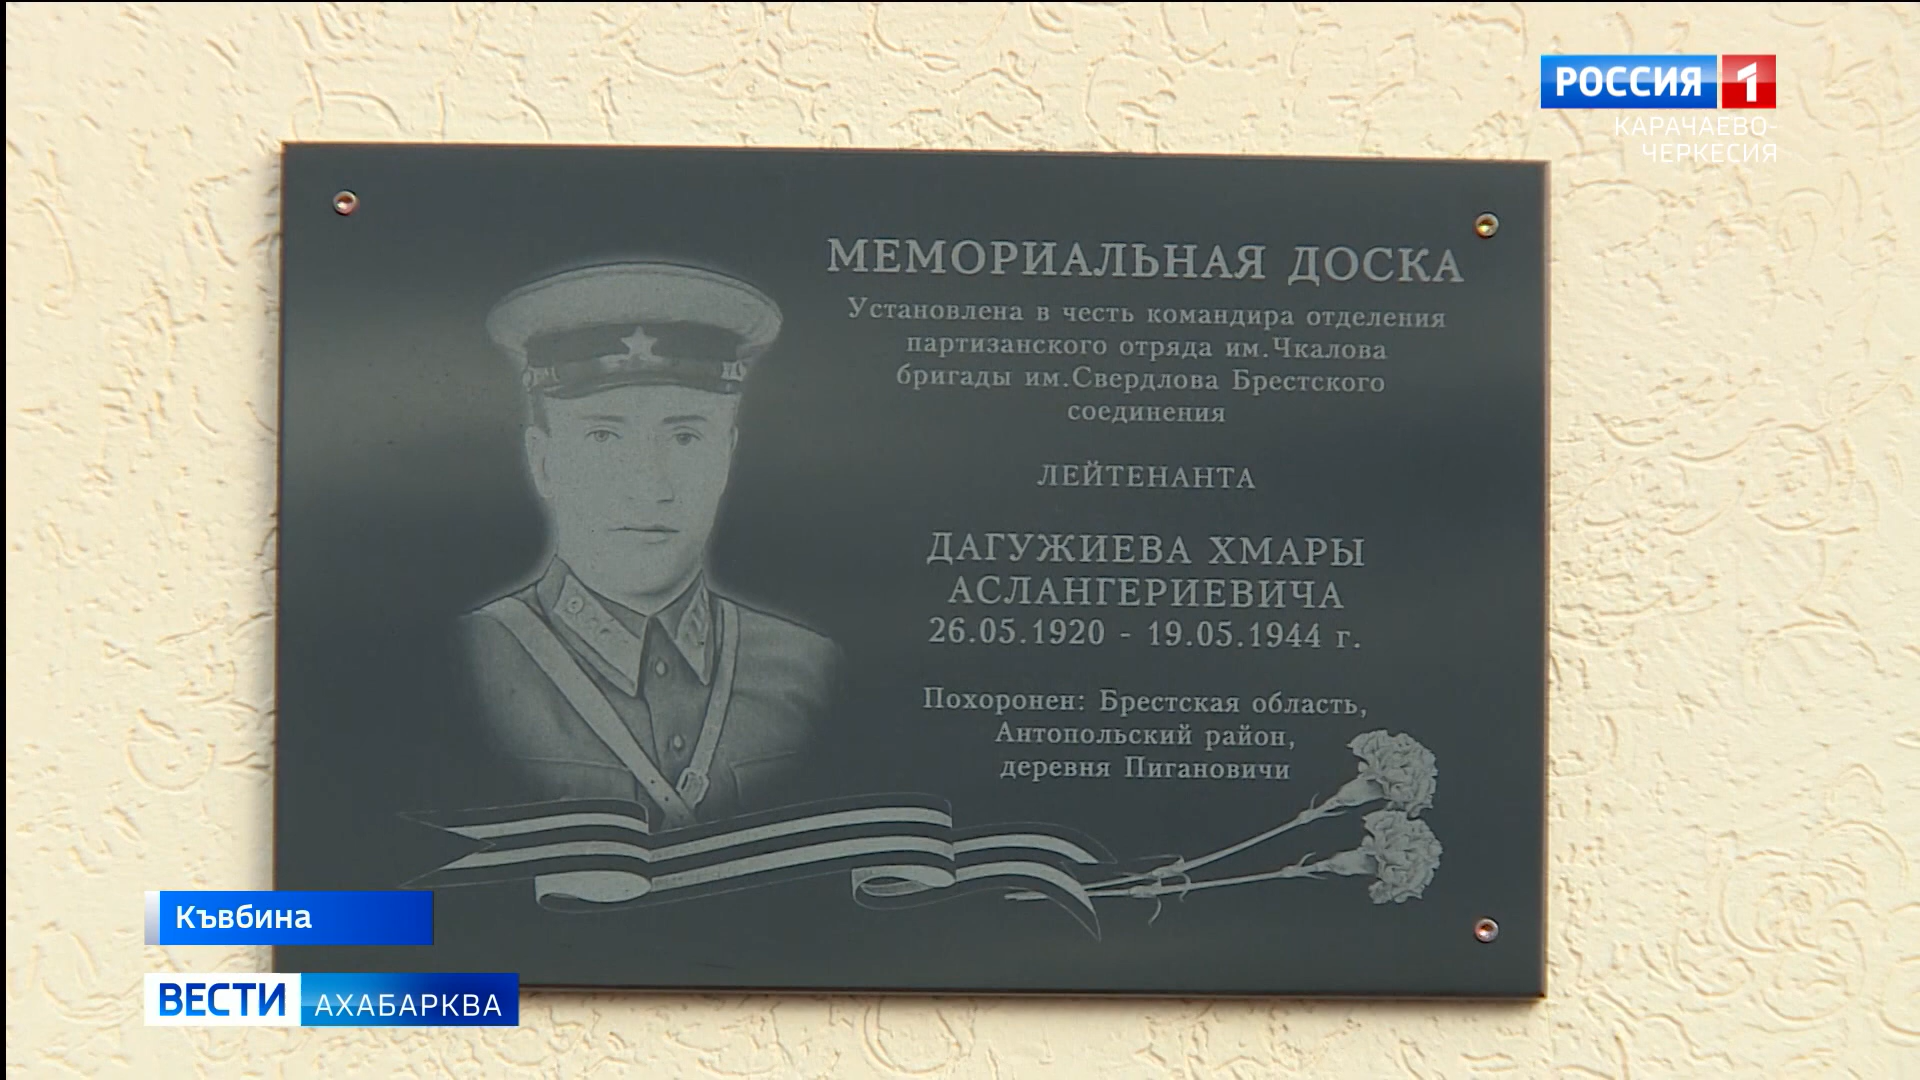 РОССИЯ 1
КАРАЧАЕВО-
ЧЕРКЕСИЯ
МЕМОРИАЛЬНАЯ ДОСКА
Установлена в честь командира отделения
партизанского отряда им.Чкалова
бригады им.Свердлова Брестского
соединения
ЛЕЙТЕНАНТА
ДАГУЖИЕВА ХМАРЫ
АСЛАНГЕРИЕВИЧА
26.05.1920 - 19.05.1944 г.
Похоронен: Брестская область,
Антопольский район,
деревня Пигановичи
Къвбина
ВЕСТИ АХАБАРКВА